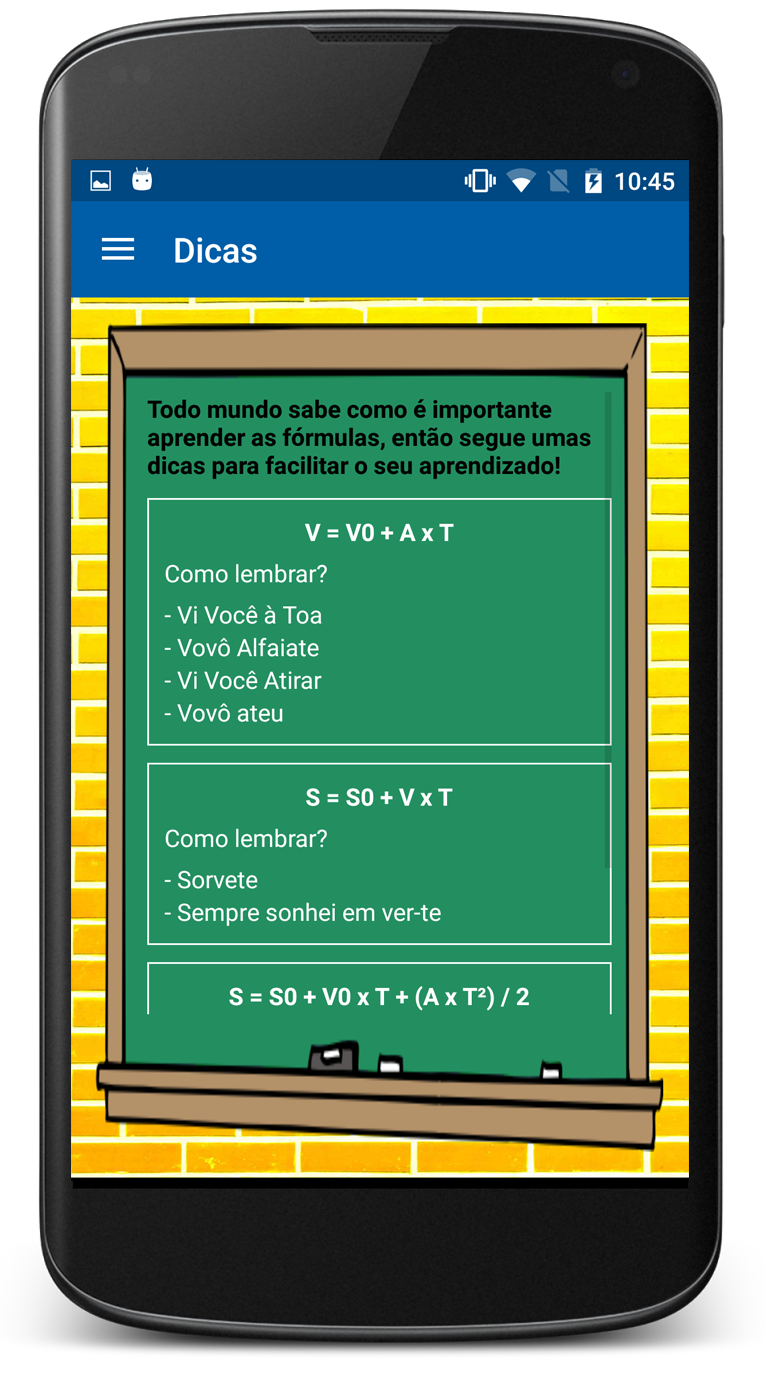 10:45
Dicas
Todo mundo sabe como é importante
aprender as fórmulas, então segue umas
dicas para facilitar o seu aprendizado!
V = V0 + A x T
Como lembrar?
- Vi Você à Toa
- Vovô Alfaiate
- Vi Você Atirar
- Vovô ateu
S = S0 + V x T
Como lembrar?
- Sorvete
- Sempre sonhei em ver-te
S = S0 + V0 x T + (A x T²) / 2